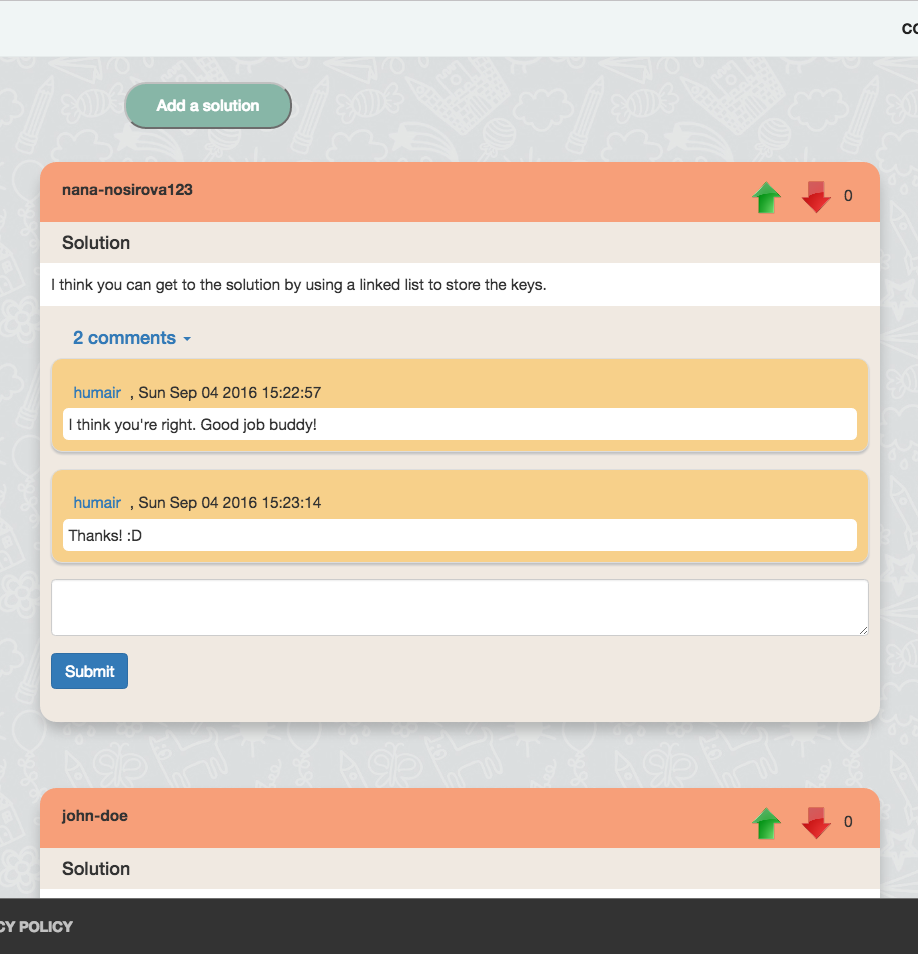 Add a solution
nana-nosirova123
0
Solution
I think you can get to the solution by using a linked list to store the keys.
2 comments
humair , Sun Sep 04 2016 15:22:57
I think you're right. Good job buddy!
humair , Sun Sep 04 2016 15:23:14
Thanks! :D
Submit
john-doe
0
Solution
POLICY